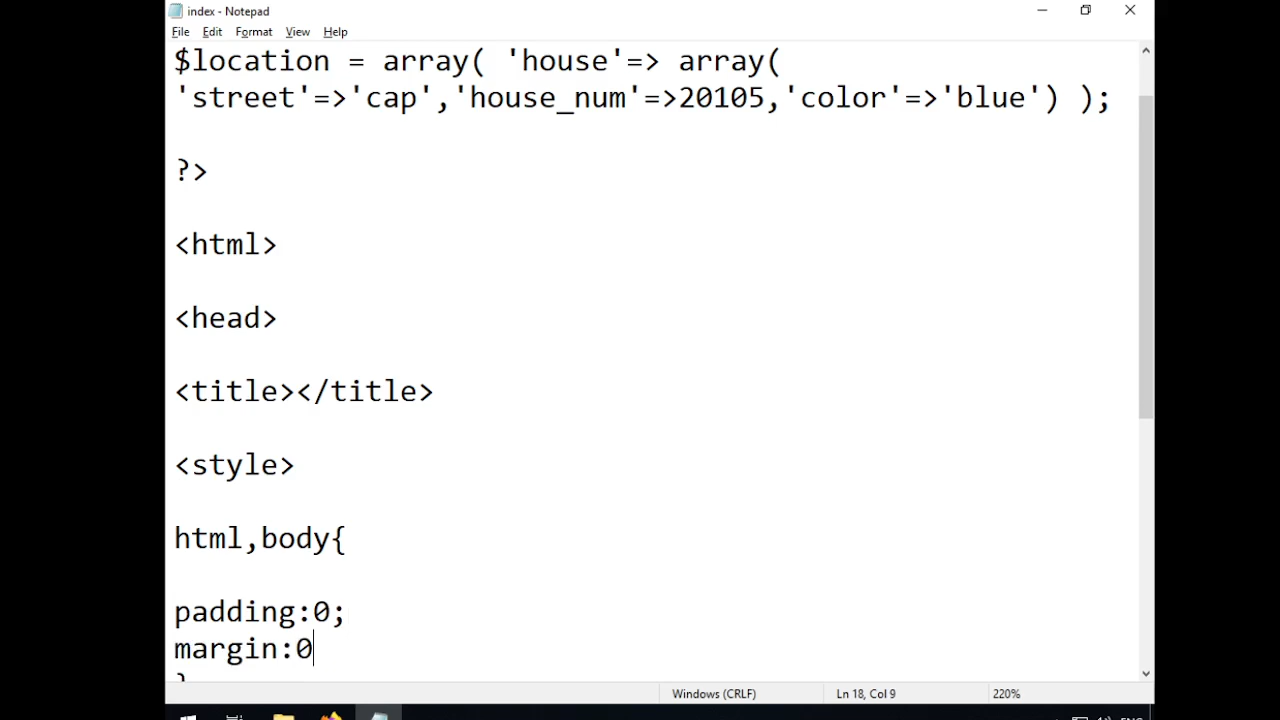 index - Notepad
File Edit Format View Help
$location = array( 'house'=> array(
'street'=>'cap','house_num'=>20105,'color'=>'blue') );
?>
<html>
<head>
<title></title>
<style>
html,body{
padding:0;
margin:0
}
Windows (CRLF) Ln 18, Col 9 220%
ENG